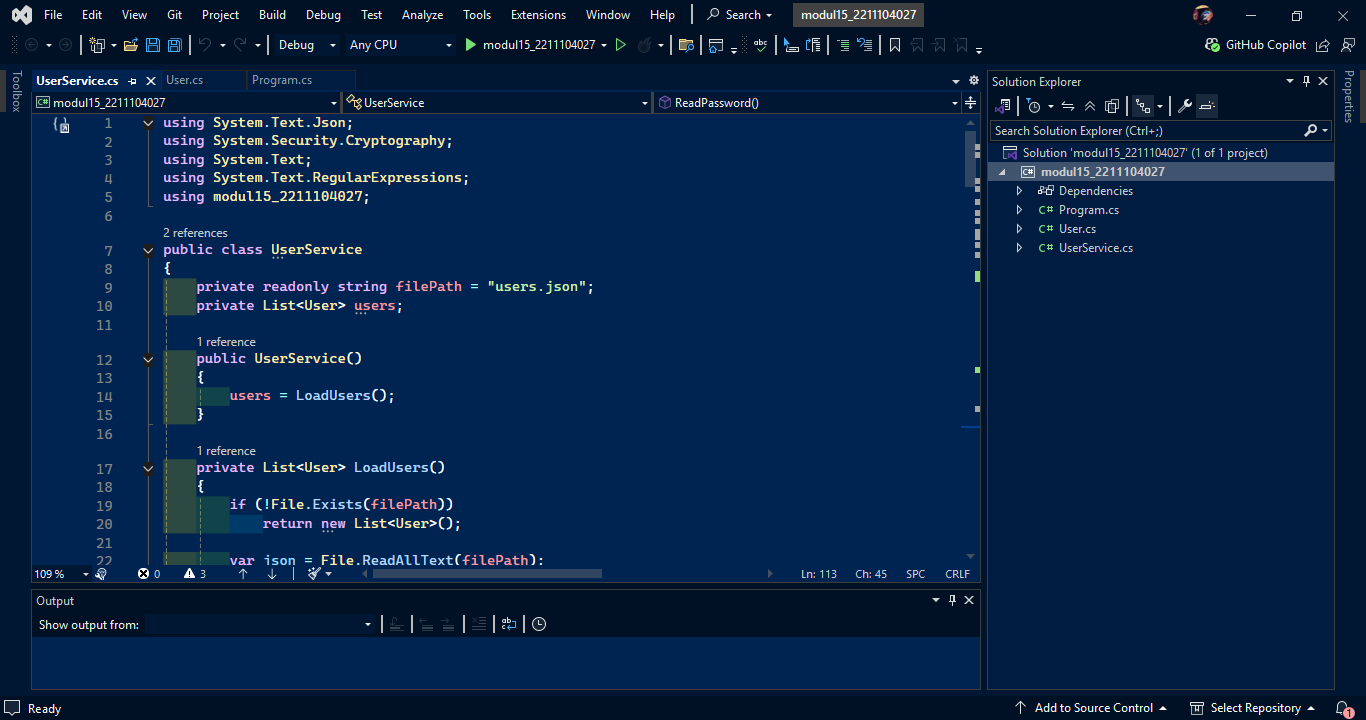 File Edit View Git Project Build Debug Test Analyze Tools Extensions Window Help Search modul15_2211104027
Debug Any CPU modul15_2211104027 GitHub Copilot
Toolbox
UserService.cs User.cs Program.cs
modul15_2211104027 UserService ReadPassword()
1 using System.Text.Json;
2 using System.Security.Cryptography;
3 using System.Text;
4 using System.Text.RegularExpressions;
5 using modul15_2211104027;
6
2 references
7 public class UserService
8 {
9 private readonly string filePath = "users.json";
10 private List<User> users;
11
1 reference
12 public UserService()
13 {
14 users = LoadUsers();
15 }
16
1 reference
17 private List<User> LoadUsers()
18 {
19 if (!File.Exists(filePath))
20 return new List<User>();
21
22 var json = File.ReadAllText(filePath);
109 % 0 3 Ln: 113 Ch: 45 SPC CRLF
Output
Show output from:
Solution Explorer
Search Solution Explorer (Ctrl+;)
Solution 'modul15_2211104027' (1 of 1 project)
modul15_2211104027
Dependencies
C# Program.cs
C# User.cs
C# UserService.cs
Properties
Ready Add to Source Control Select Repository 1